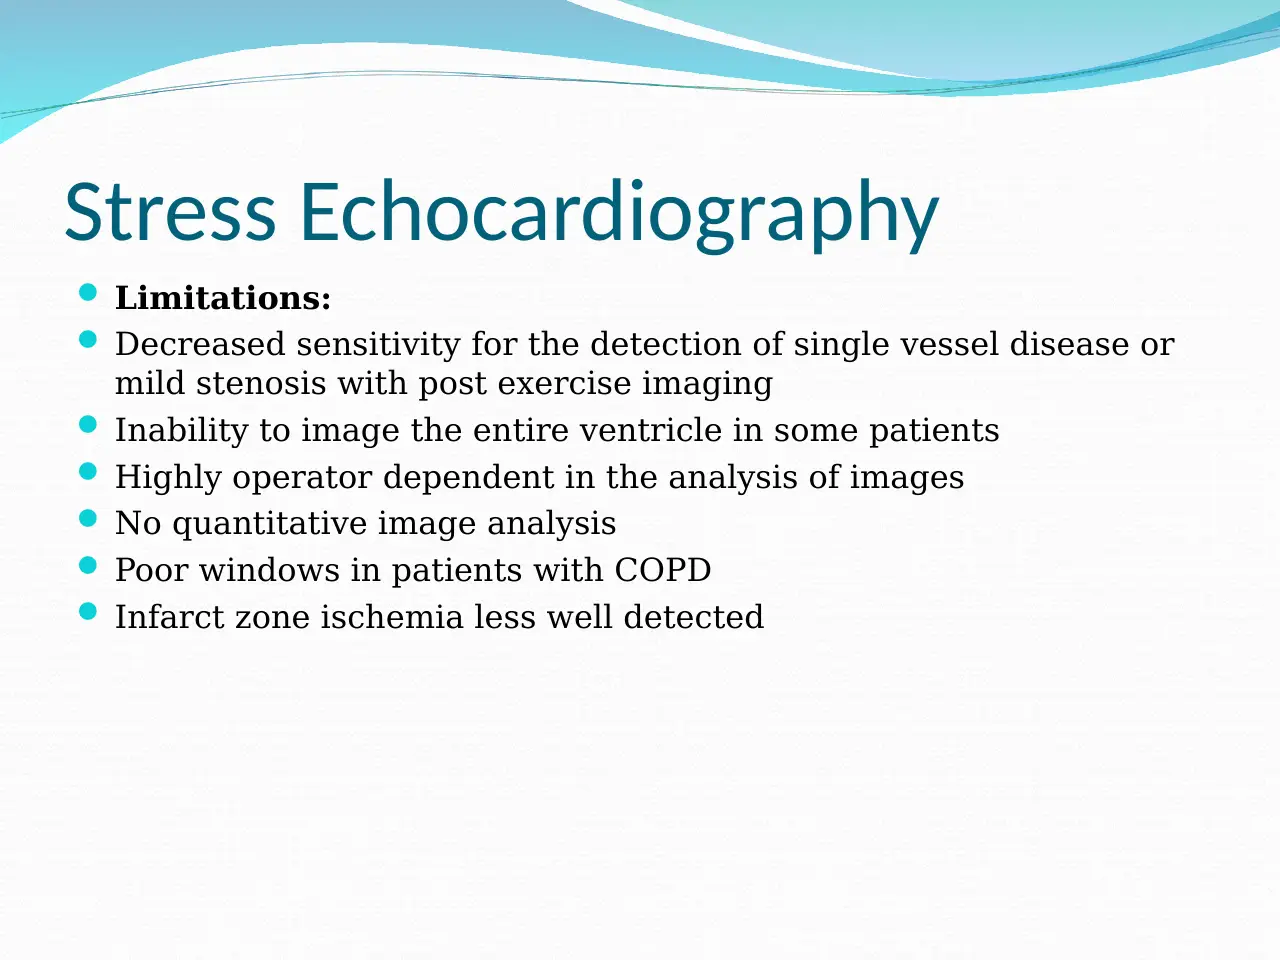 Stress Echocardiography
Limitations:
Decreased sensitivity for the detection of single vessel disease or
mild stenosis with post exercise imaging
Inability to image the entire ventricle in some patients
Highly operator dependent in the analysis of images
No quantitative image analysis
Poor windows in patients with COPD
Infarct zone ischemia less well detected